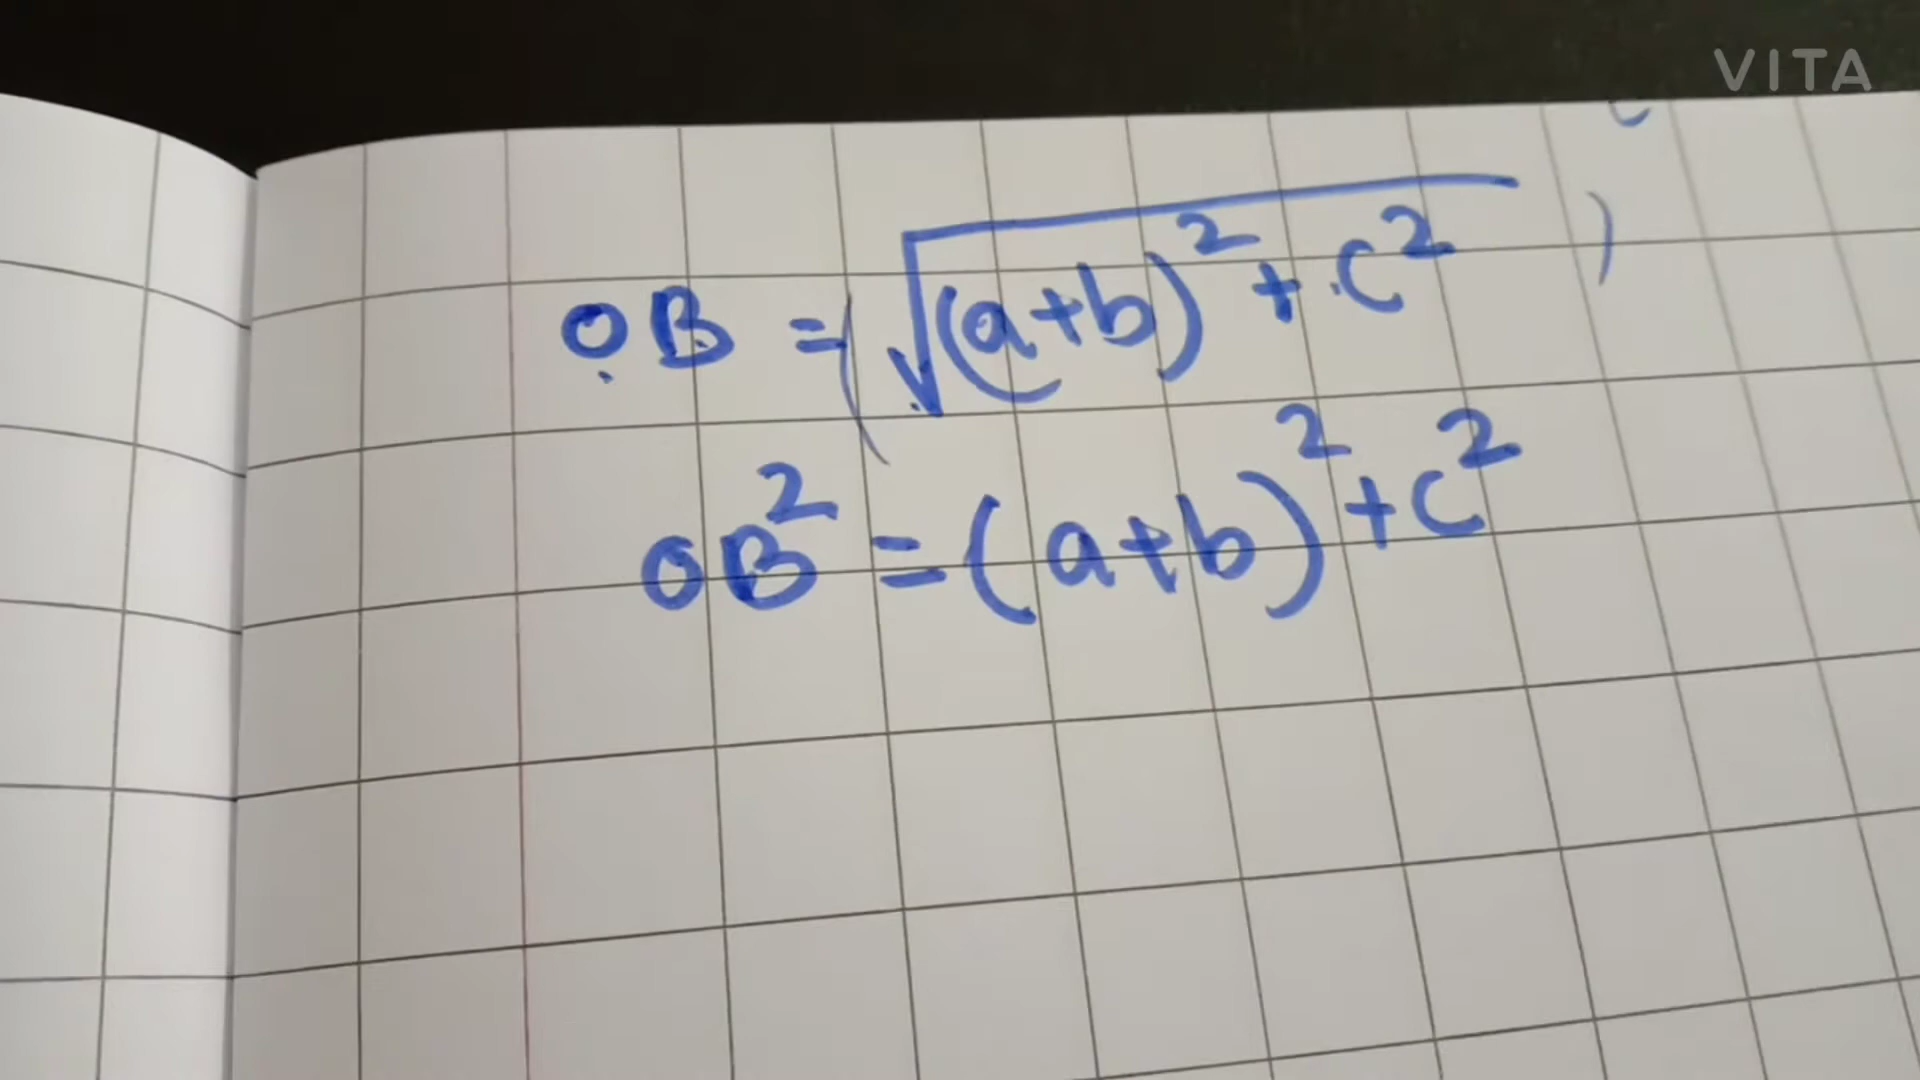 VITA
OB = (√(a+b)² + c² )
OB² = (a+b)² + c²